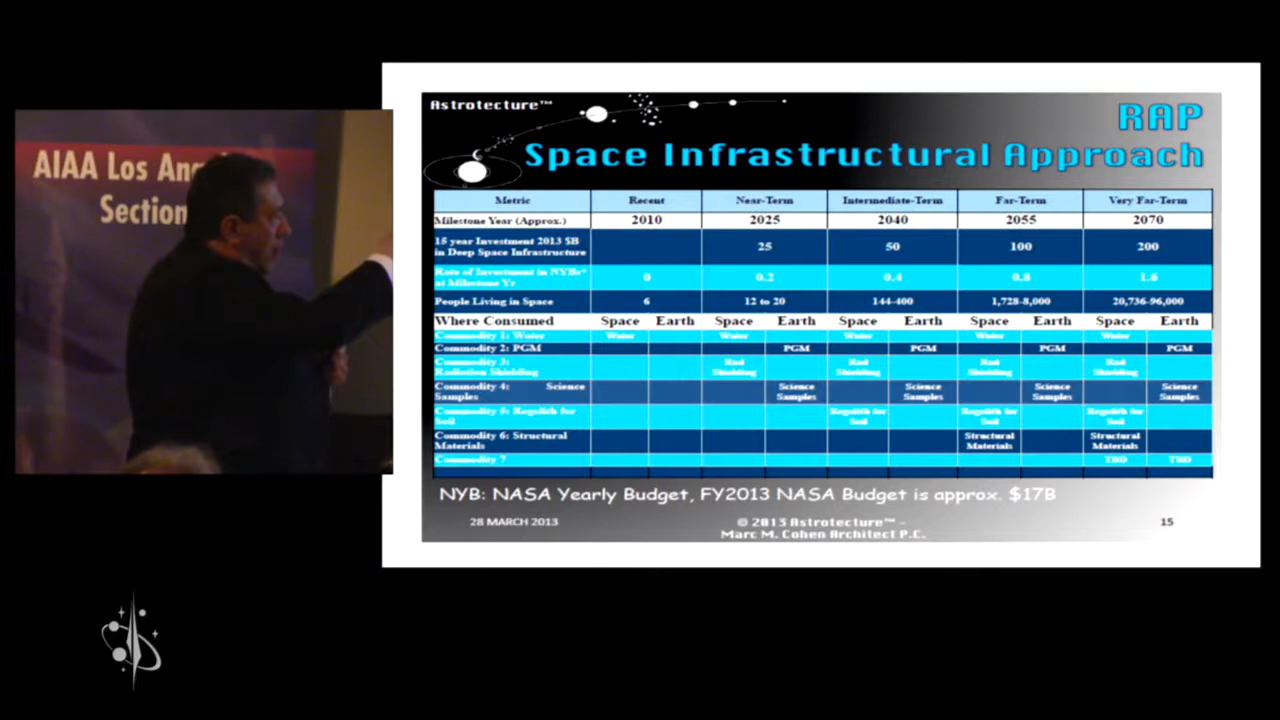 AIAA Los An
Section
Astrotecture™
RAP
Space Infrastructural Approach
Metric Recent Near-Term Intermediate-Term Far-Term Very Far-Term
Milestone Year (Approx.) 2010 2025 2040 2055 2070
15 year Investment 2013 $B
in Deep Space Infrastructure 25 50 100 200
Rate of Investment in NYBs*
at Milestone Yr 0 0.2 0.4 0.8 1.6
People Living in Space 6 12 to 20 144-400 1,728-8,000 20,736-96,000
Where Consumed Space Earth Space Earth Space Earth Space Earth Space Earth
Commodity 1: Water Water Water Water Water Water
Commodity 2: PGM PGM PGM PGM PGM
Commodity 3:
Radiation Shielding Rad Shielding Rad Shielding Rad Shielding Rad Shielding
Commodity 4: Science
Samples Science Samples Science Samples Science Samples Science Samples
Commodity 5: Regolith for
Soil Regolith for Soil Regolith for Soil Regolith for Soil
Commodity 6: Structural
Materials Structural Materials Structural Materials
Commodity 7 TBD TBD
NYB: NASA Yearly Budget, FY2013 NASA Budget is approx. $17B
28 MARCH 2013
© 2013 Astrotecture™ -
Marc M. Cohen Architect P.C.
15